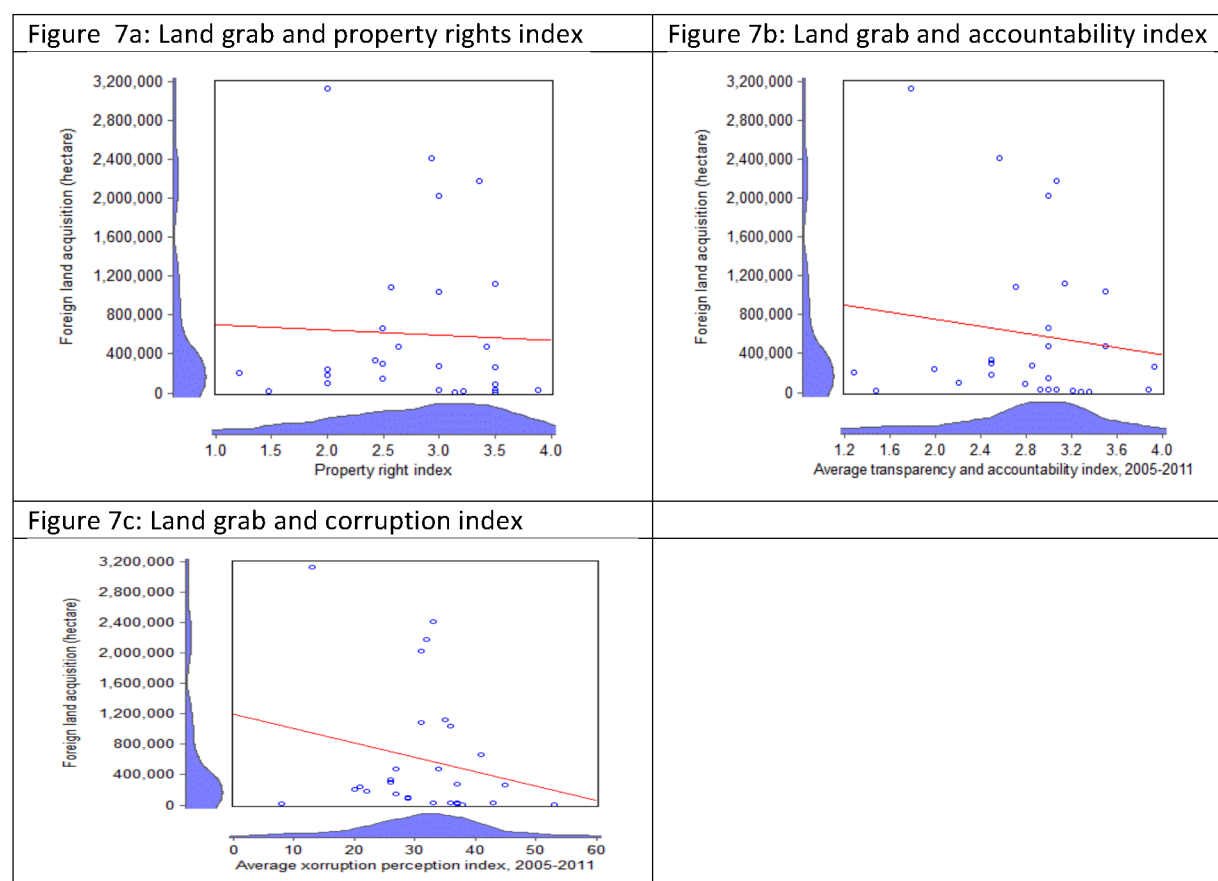 Figure 7a: Land grab and property rights index
Figure 7b: Land grab and accountability index
3,200,000
2,800,000
2,400,000
2,000,000
1,600,000
1,200,000
800,000
400,000
0
Foreign land acquisition (hectare)
1.0 1.5 2.0 2.5 3.0 3.5 4.0
Property right index
3,200,000
2,800,000
2,400,000
2,000,000
1,600,000
1,200,000
800,000
400,000
0
Foreign land acquisition (hectare)
1.2 1.6 2.0 2.4 2.8 3.2 3.6 4.0
Average transparency and accountability index, 2005-2011
Figure 7c: Land grab and corruption index
3,200,000
2,800,000
2,400,000
2,000,000
1,600,000
1,200,000
800,000
400,000
0
Foreign land acquisition (hectare)
0 10 20 30 40 50 60
Average xorruption perception index, 2005-2011